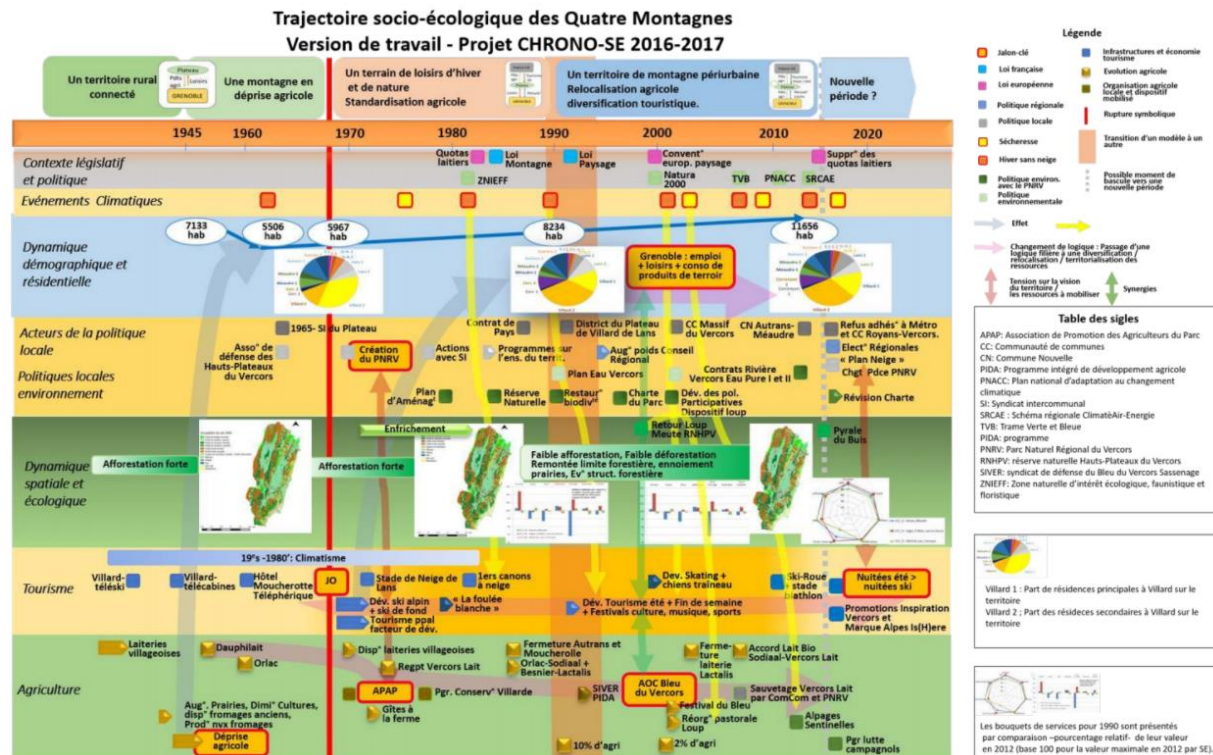 Trajectoire socio-écologique des Quatre Montagnes
Version de travail - Projet CHRONO-SE 2016-2017
Un territoire rural
connecté
Une montagne en
déprise agricole
Un terrain de loisirs d'hiver
et de nature
Standardisation agricole
Un territoire de montagne périurbaine
Relocalisation agricole
diversification touristique.
Nouvelle
période ?
1945 1960 1970 1980 1990 2000 2010 2020
Contexte législatif
et politique
Quotas
laitiers
Loi
Montagne
Loi
Paysage
Convent°
europ. paysage
Suppr° des
quotas laitiers
ZNIEFF
Natura
2000
TVB
PNACC
SRCAE
Evénements Climatiques
Dynamique
démographique et
résidentielle
7133
hab
5506
hab
5967
hab
8234
hab
11656
hab
Grenoble : emploi
+ loisirs + conso de
produits de terroir
Acteurs de la politique
locale
Politiques locales
environnement
1965- SI du Plateau
Asso° de
défense des
Hauts-Plateaux
du Vercors
Création
du PNRV
Actions
avec SI
Contrat de
Pays
Programmes sur
l'ens. du territ.
District du Plateau
de Villard de Lans
Aug° poids Conseil
Régional
CC Massif
du Vercors
CN Autrans-
Méaudre
Refus adhés° à Métro
et CC Royans-Vercors.
Elect° Régionales
« Plan Neige »
Chgt Pdce PNRV
Plan Eau Vercors
Contrats Rivière
Vercors Eau Pure I et II
Plan
d'Aménagt
Réserve
Naturelle
Restaur°
biodivté
Charte
du Parc
Dév. des pol.
Participatives
Dispositif loup
Révision Charte
Dynamique
spatiale et
écologique
Afforestation forte
Enfrichement
Afforestation forte
Faible afforestation, Faible déforestation
Remontée limite forestière, ennoiement
prairies, Ev° struct. forestière
Retour Loup
Meute RNHPV
Pyrale
du Buis
Tourisme
19es -1980': Climatisme
Villard-
téléski
Villard-
télécabines
Hôtel
Moucherotte
Téléphérique
JO
Stade de Neige de
Lans
1ers canons
à neige
Dév. ski alpin
+ ski de fond
Tourisme ppal
facteur de dév.
« La foulée
blanche »
Dév. Tourisme été + Fin de semaine
+ Festivals culture, musique, sports
Dev. Skating +
chiens traîneau
Ski-Roue
+ stade
biathlon
Nuitées été >
nuitées ski
Promotions Inspiration
Vercors et
Marque Alpes Is(H)ere
Agriculture
Laiteries
villageoises
Dauphilait
Orlac
Disp° laiteries villageoises
Regpt Vercors Lait
Fermeture Autrans et
Moucherolle
Orlac-Sodiaal +
Besnier-Lactalis
Ferme-
ture
laiterie
Lactalis
Accord Lait Bio
Sodiaal-Vercors Lait
APAP
Pgr. Conserv° Villarde
Gîtes à
la ferme
SIVER
PIDA
AOC Bleu
du Vercors
Sauvetage Vercors Lait
par ComCom et PNRV
Festival du Bleu
Réorg° pastorale
Loup
Alpages
Sentinelles
Aug°, Prairies, Dimi° Cultures,
disp° fromages anciens,
Prod° nvx fromages
Déprise
agricole
10% d'agri
2% d'agri
Pgr lutte
campagnols
Légende
Jalon-clé
Loi française
Loi européenne
Politique régionale
Politique locale
Sécheresse
Hiver sans neige
Politique environ.
avec le PNRV
Politique
environnementale
Infrastructures et économie
tourisme
Evolution agricole
Organisation agricole
locale et dispositif
mobilisé
Rupture symbolique
Transition d'un modèle à un
autre
Possible moment de
bascule vers une
nouvelle période
Effet
Changement de logique : Passage d'une
logique filière à une diversification /
relocalisation / territorialisation des
ressources
Tension sur la vision
du territoire /
les ressources à mobiliser
Synergies
Table des sigles
APAP: Association de Promotion des Agriculteurs du Parc
CC: Communauté de communes
CN: Commune Nouvelle
PIDA: Programme intégré de développement agricole
PNACC: Plan national d'adaptation au changement
climatique
SI: Syndicat intercommunal
SRCAE : Schéma régionale ClimatèAir-Energie
TVB: Trame Verte et Bleue
PIDA: programme
PNRV: Parc Naturel Régional du Vercors
RNHPV: réserve naturelle Hauts-Plateaux du Vercors
SIVER: syndicat de défense du Bleu du Vercors Sassenage
ZNIEFF: Zone naturelle d'intérêt écologique, faunistique et
floristique
Villard 1 : Part de résidences principales à Villard sur le
territoire
Villard 2 ; Part des résideces secondaires à Villard sur le
territoire
Les bouquets de services pour 1990 sont présentés
par comparaison –pourcentage relatif- de leur valeur
en 2012 (base 100 pour la valeur maximale en 2012 par SE).